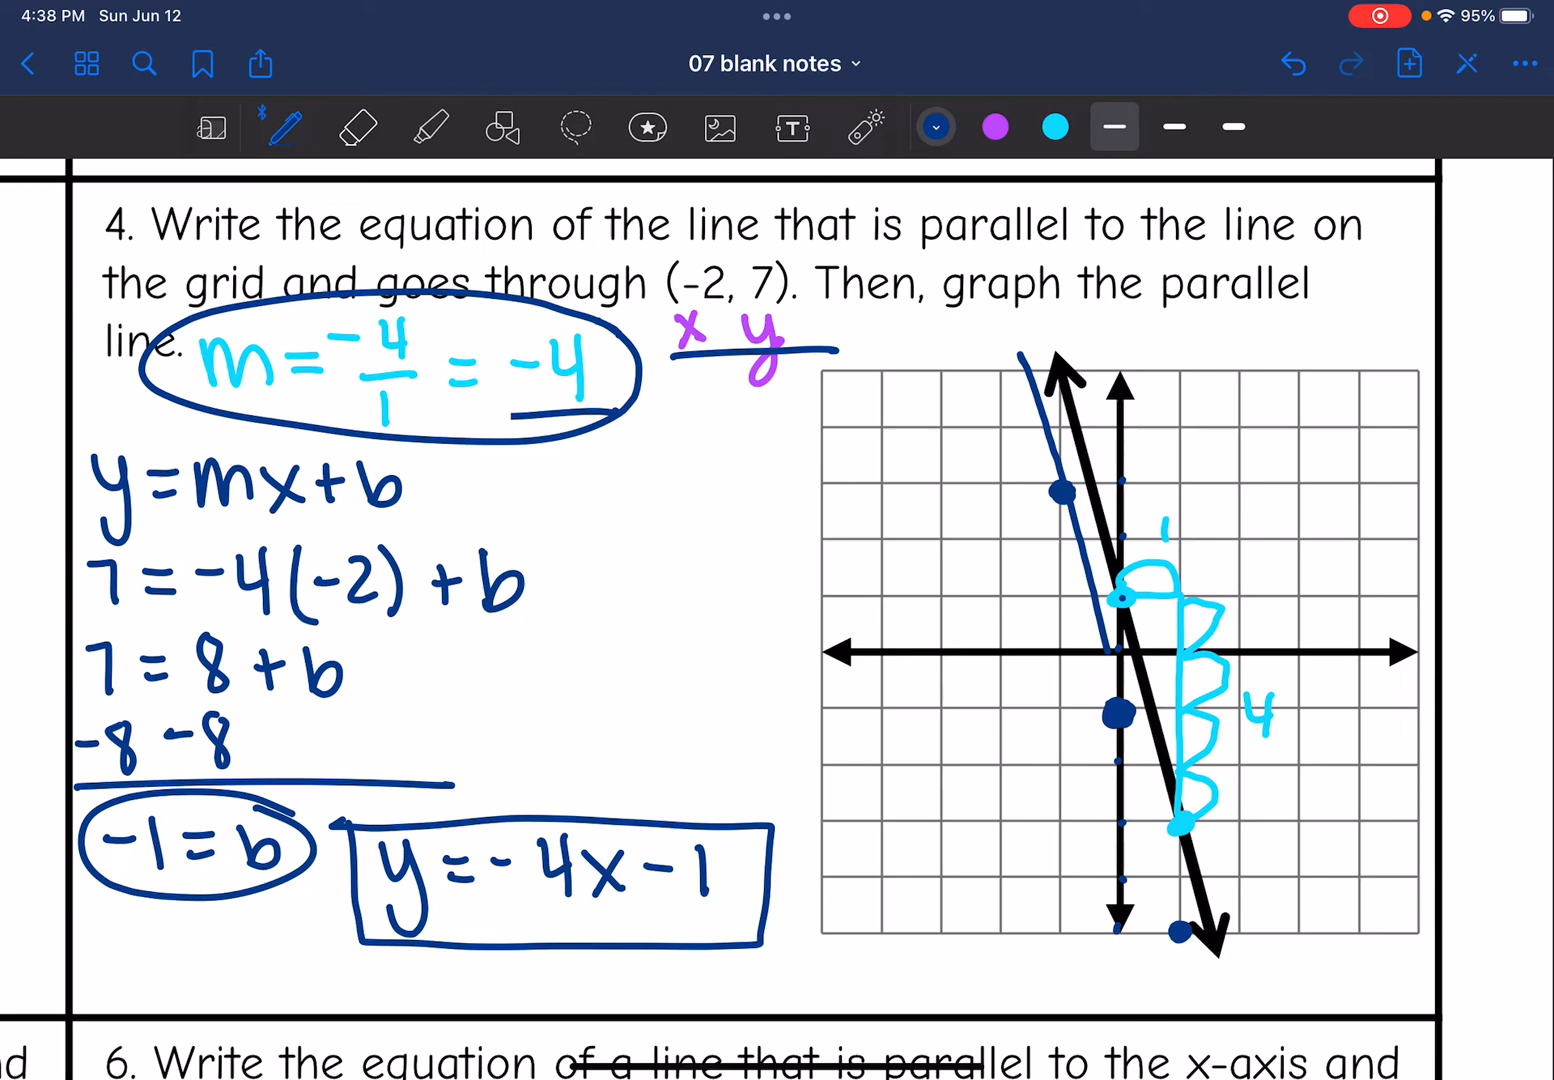 4:38 PM Sun Jun 12
95%
07 blank notes
T
4. Write the equation of the line that is parallel to the line on
the grid and goes through (-2, 7). Then, graph the parallel
line.
x y
m = -4/1 = -4
y = mx + b
7 = -4(-2) + b
7 = 8 + b
-8 -8
-1 = b
y = -4x - 1
1
4
nd
6. Write the equation of a line that is parallel to the x-axis and